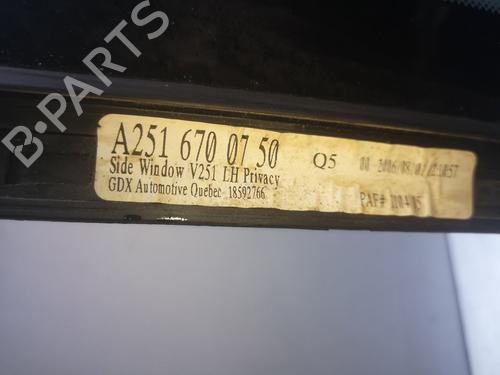 B-PARTS
A251 670 07 50
Side Window V251 LH Privacy
GDX Automotive Quebec 18592766
Q5
PAF#